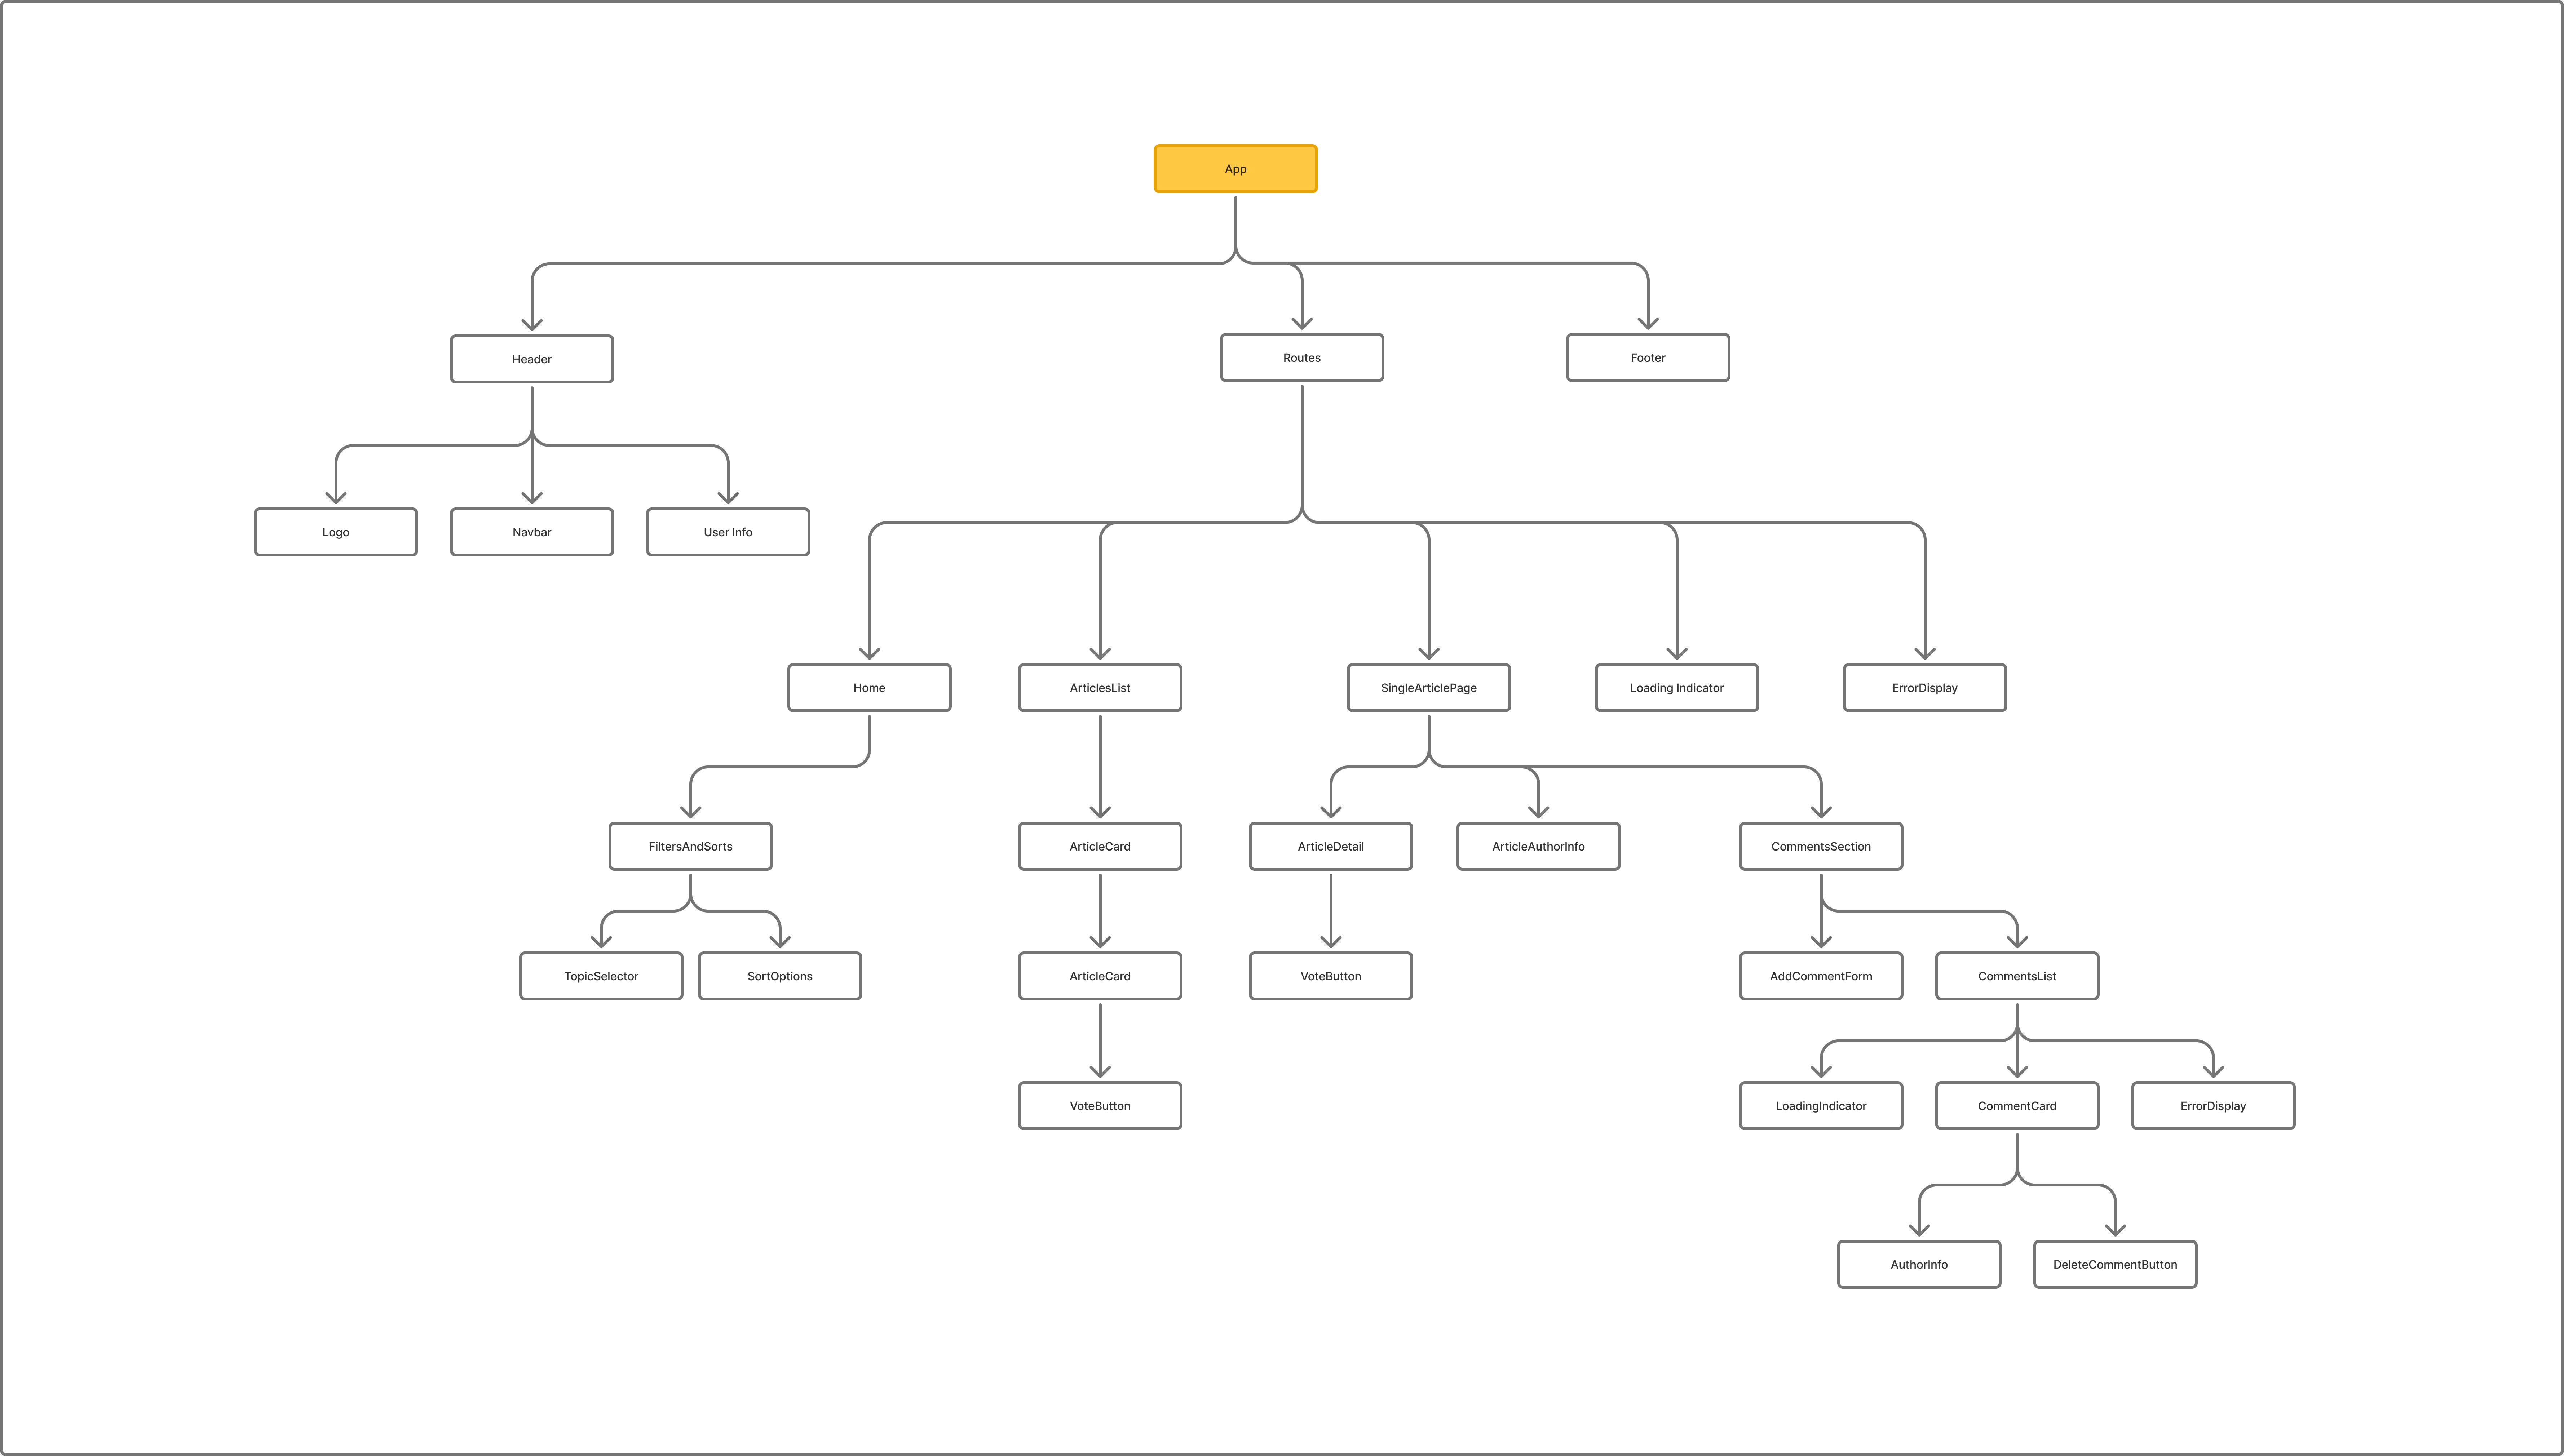 App
Header
Routes
Footer
Logo
Navbar
User Info
Home
ArticlesList
SingleArticlePage
Loading Indicator
ErrorDisplay
FiltersAndSorts
ArticleCard
ArticleDetail
ArticleAuthorInfo
CommentsSection
TopicSelector
SortOptions
ArticleCard
VoteButton
AddCommentForm
CommentsList
VoteButton
LoadingIndicator
CommentCard
ErrorDisplay
AuthorInfo
DeleteCommentButton